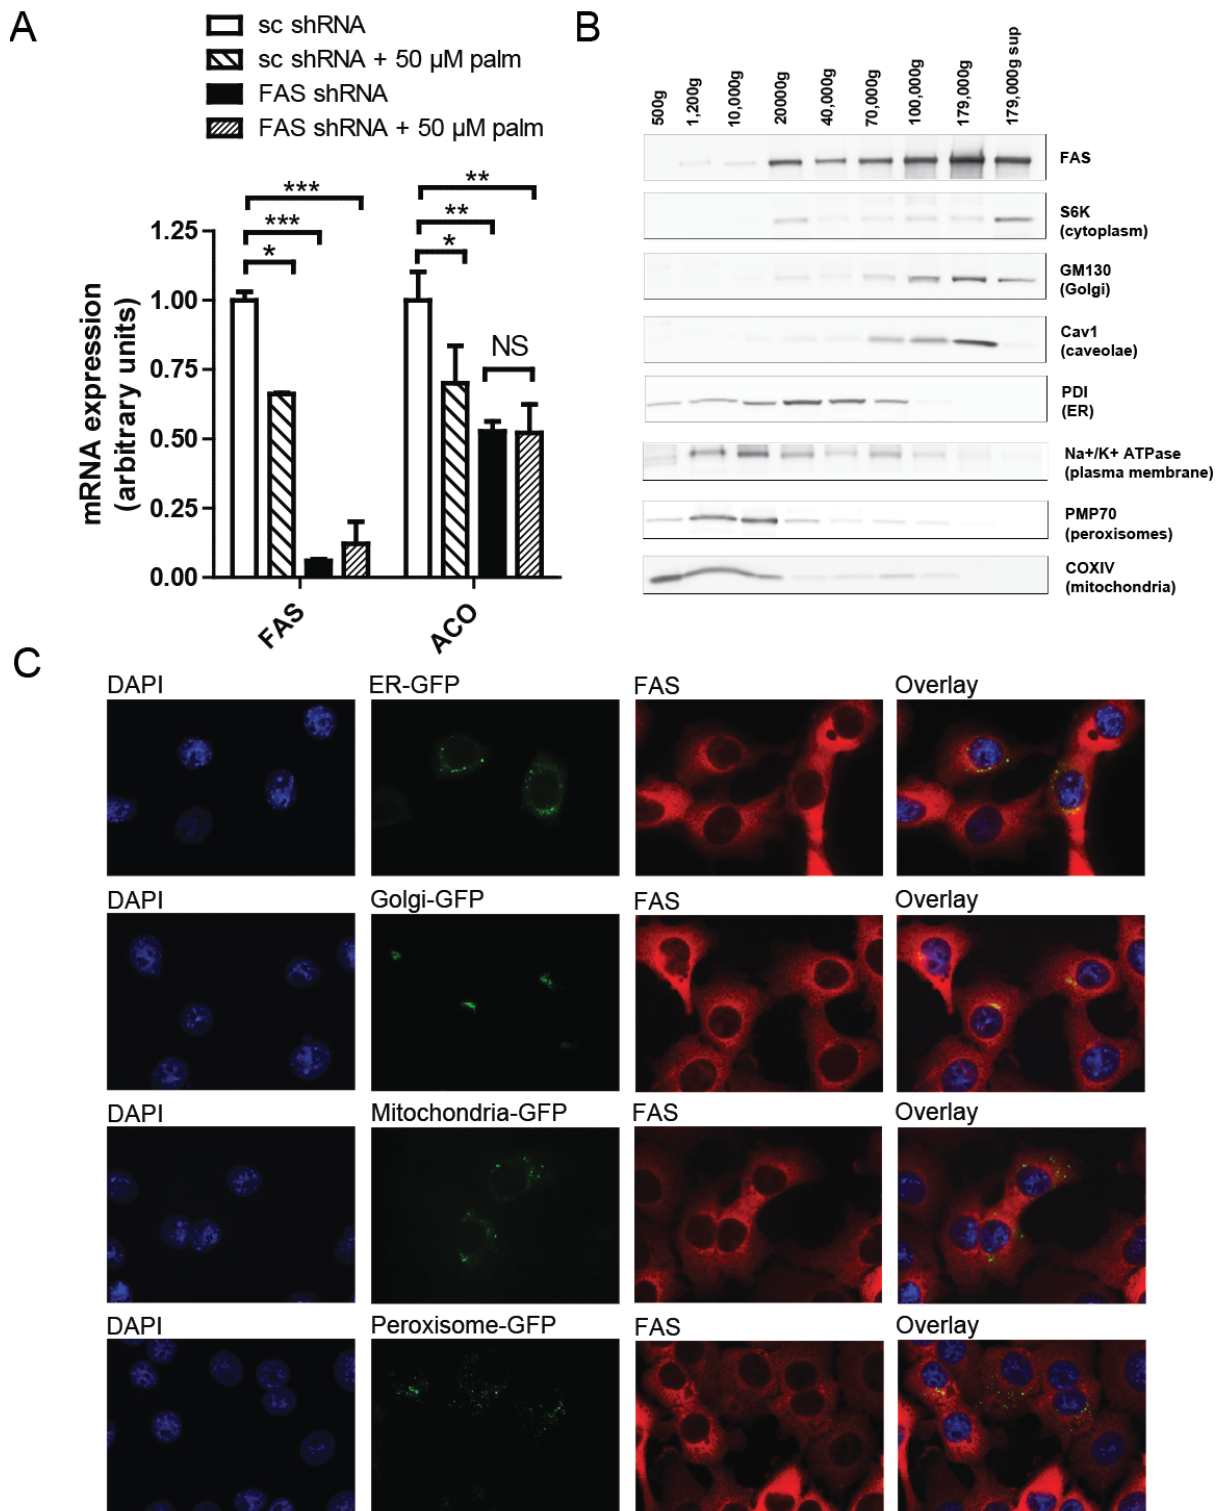 A
sc shRNA
sc shRNA + 50 µM palm
FAS shRNA
FAS shRNA + 50 µM palm
mRNA expression
(arbitrary units)
1.25
1.00
0.75
0.50
0.25
0.00
***
***
*
**
**
*
NS
FAS
ACO
B
500g
1,200g
10,000g
20000g
40,000g
70,000g
100,000g
179,000g
179,000g sup
FAS
S6K
(cytoplasm)
GM130
(Golgi)
Cav1
(caveolae)
PDI
(ER)
Na+/K+ ATPase
(plasma membrane)
PMP70
(peroxisomes)
COXIV
(mitochondria)
C
DAPI ER-GFP FAS Overlay
DAPI Golgi-GFP FAS Overlay
DAPI Mitochondria-GFP FAS Overlay
DAPI Peroxisome-GFP FAS Overlay